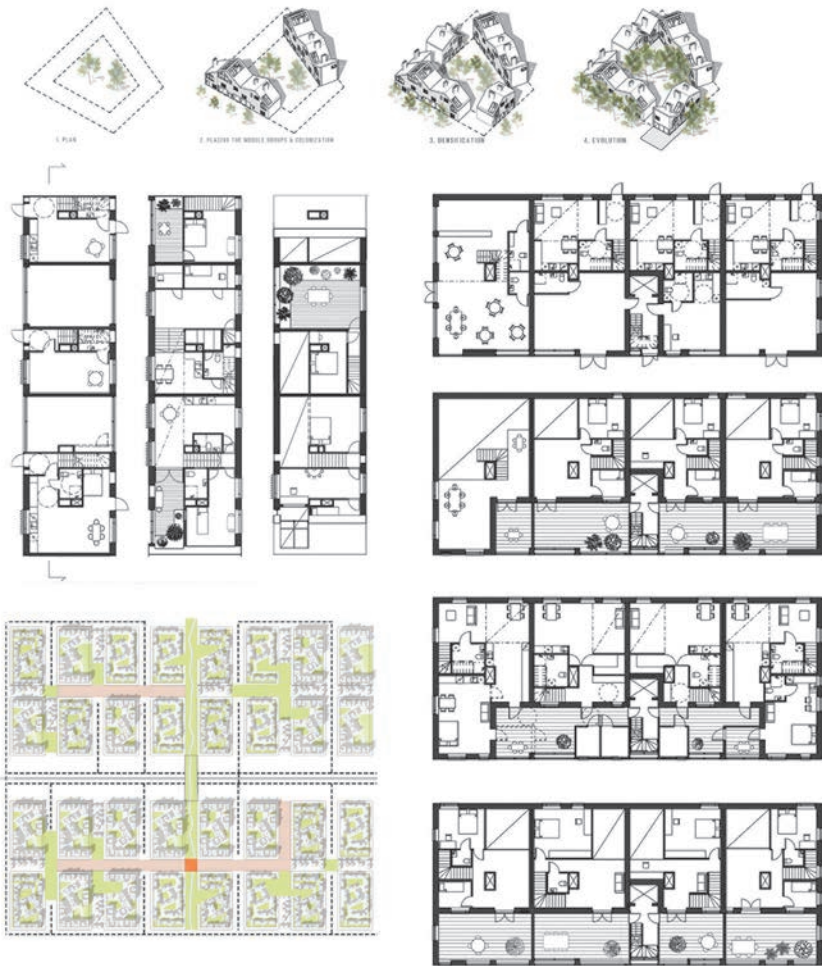 1. PLAN
2. PLACING THE MODULE GROUPS & COLONIZATION
3. DENSIFICATION
4. EVOLUTION